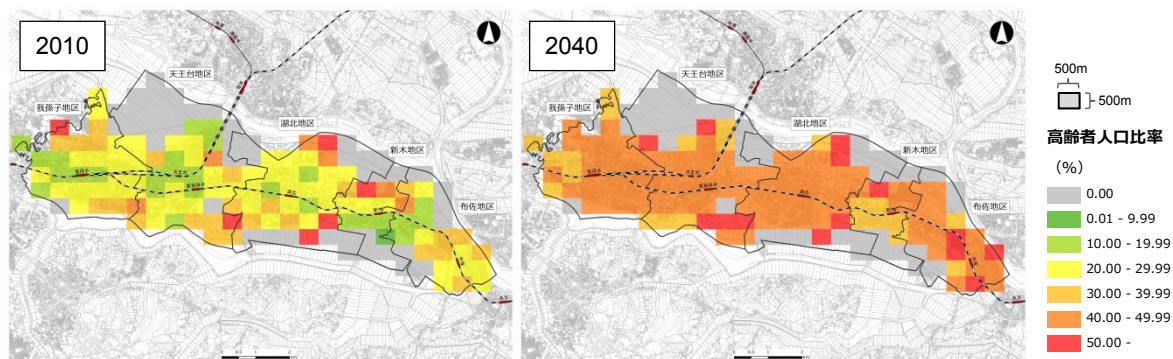 2010
天王台地区
我孫子地区
湖北地区
新木地区
布佐地区
2040
天王台地区
我孫子地区
湖北地区
新木地区
布佐地区
500m
500m
高齢者人口比率
(%)
0.00
0.01 - 9.99
10.00 - 19.99
20.00 - 29.99
30.00 - 39.99
40.00 - 49.99
50.00 -